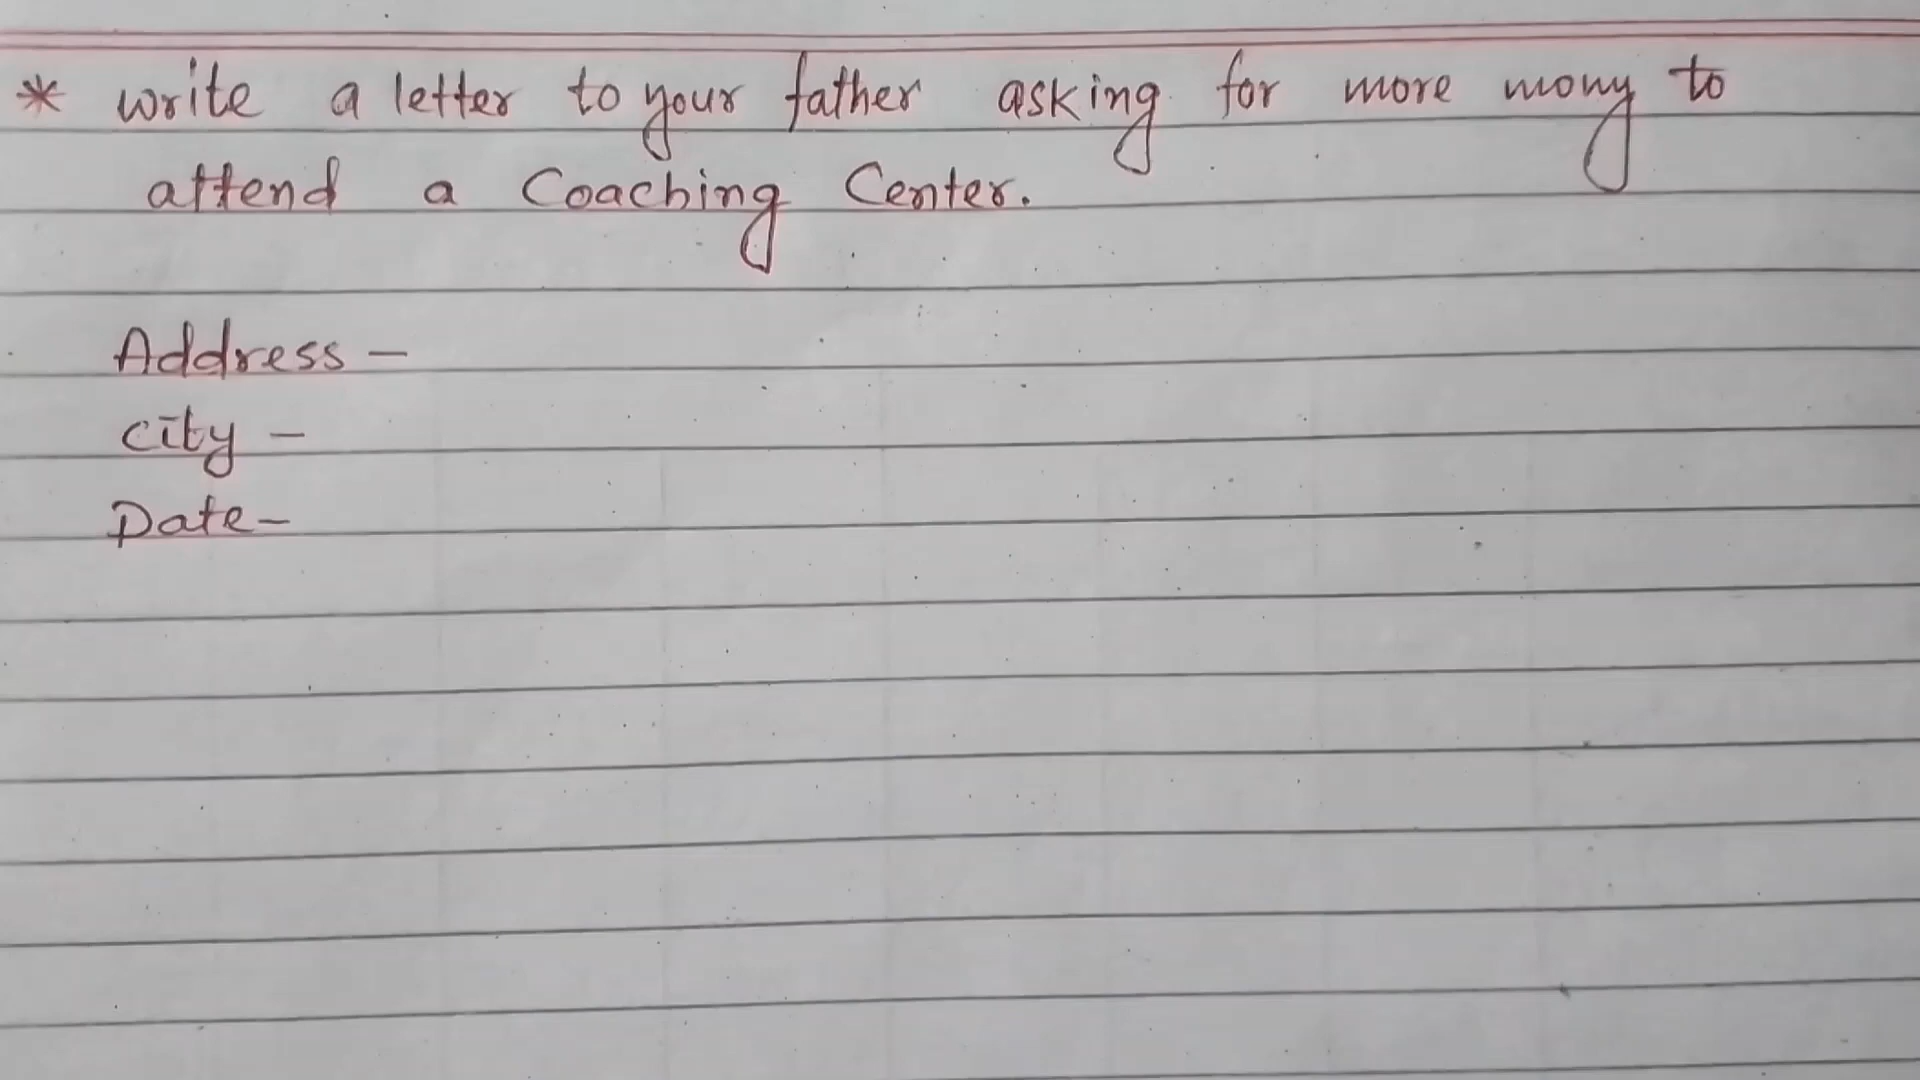 * write a letter to your father asking for more mony to
attend a Coaching Center.
Address -
city -
Date -